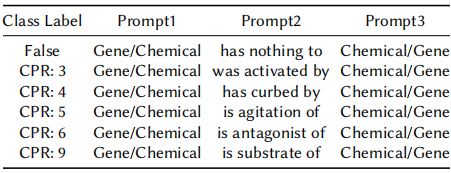 Class Label Prompt1 Prompt2 Prompt3
False Gene/Chemical has nothing to Chemical/Gene
CPR: 3 Gene/Chemical was activated by Chemical/Gene
CPR: 4 Gene/Chemical has curbed by Chemical/Gene
CPR: 5 Gene/Chemical is agitation of Chemical/Gene
CPR: 6 Gene/Chemical is antagonist of Chemical/Gene
CPR: 9 Gene/Chemical is substrate of Chemical/Gene